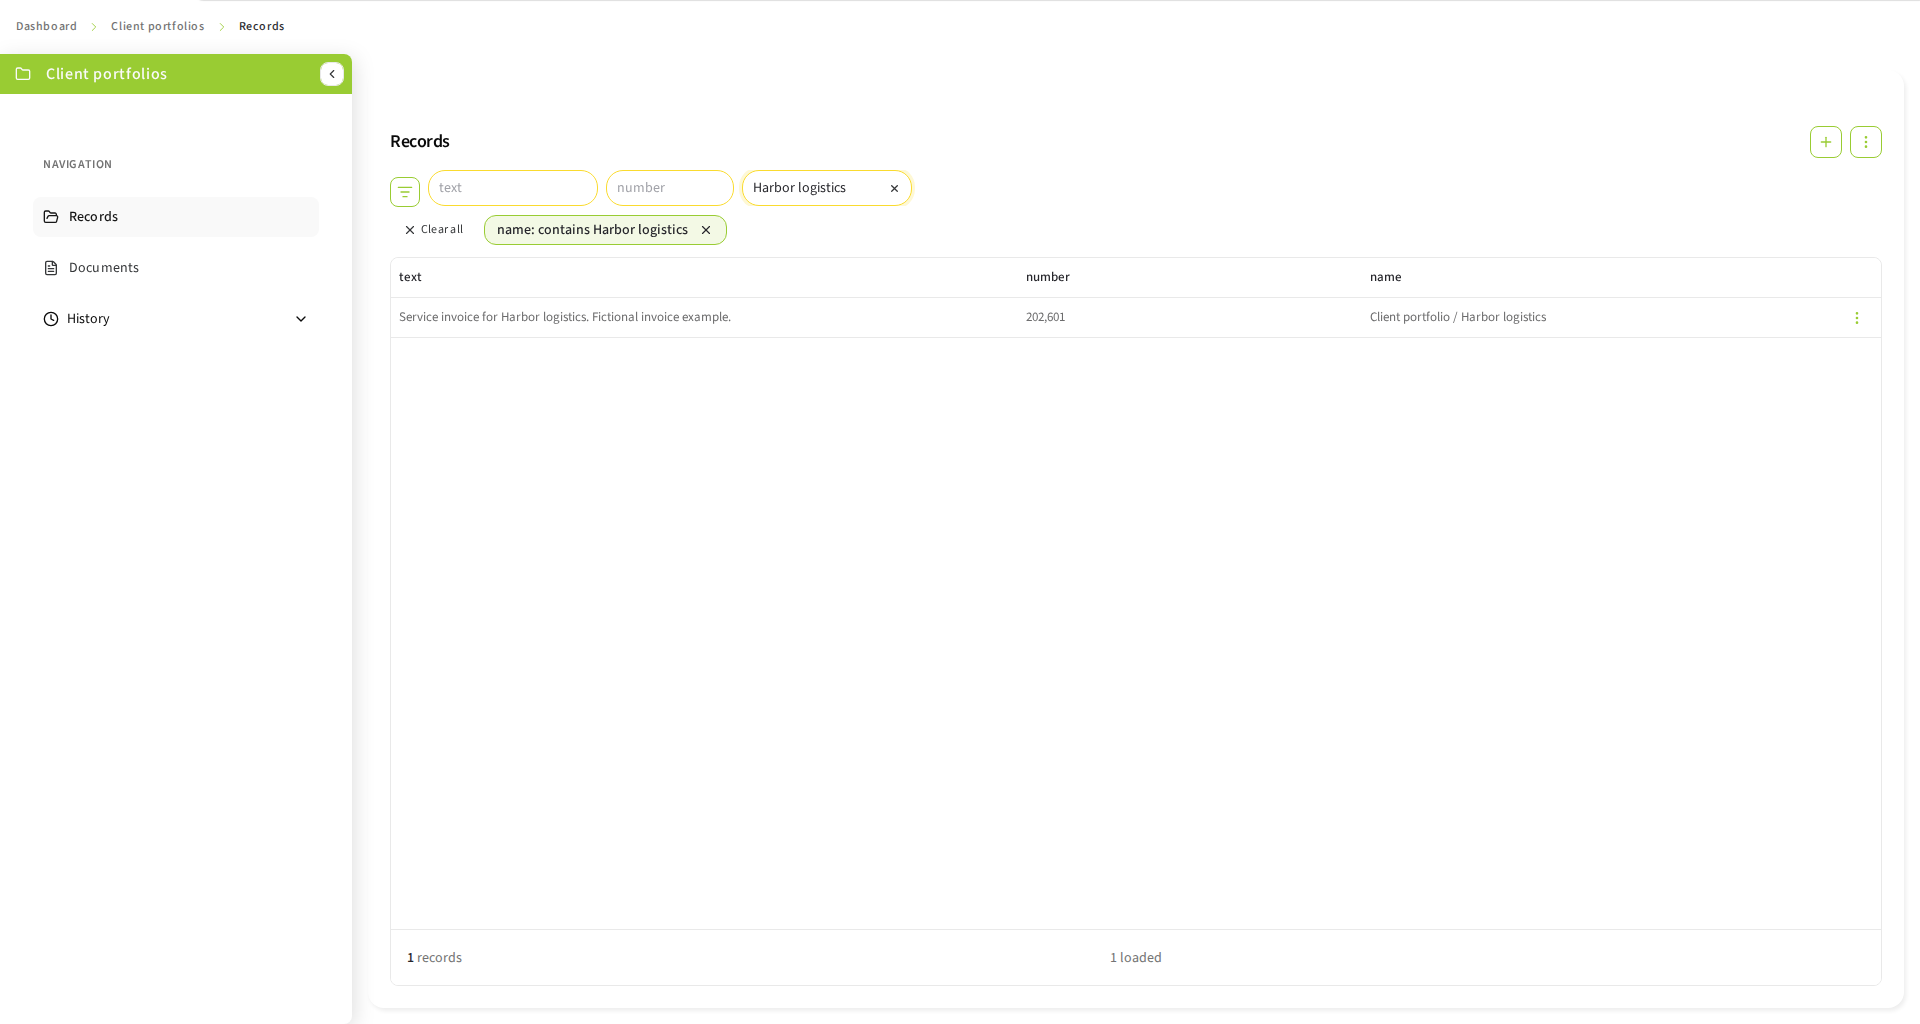 Dashboard > Client portfolios > Records
Client portfolios
NAVIGATION
Records
Documents
History
Records
text number Harbor logistics
Clear all name: contains Harbor logistics
text number name
Service invoice for Harbor logistics. Fictional invoice example. 202,601 Client portfolio / Harbor logistics
1 records 1 loaded